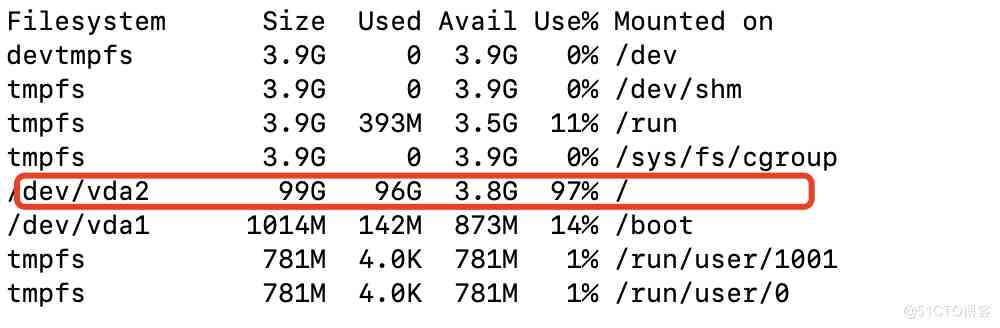 Filesystem Size Used Avail Use% Mounted on
devtmpfs 3.9G 0 3.9G 0% /dev
tmpfs 3.9G 0 3.9G 0% /dev/shm
tmpfs 3.9G 393M 3.5G 11% /run
tmpfs 3.9G 0 3.9G 0% /sys/fs/cgroup
/dev/vda2 99G 96G 3.8G 97% /
/dev/vda1 1014M 142M 873M 14% /boot
tmpfs 781M 4.0K 781M 1% /run/user/1001
tmpfs 781M 4.0K 781M 1% /run/user/0
@51CTO博客